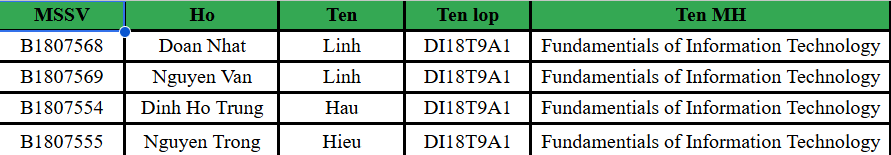 MSSV Ho Ten Ten lop Ten MH
B1807568 Doan Nhat Linh DI18T9A1 Fundamentials of Information Technology
B1807569 Nguyen Van Linh DI18T9A1 Fundamentials of Information Technology
B1807554 Dinh Ho Trung Hau DI18T9A1 Fundamentials of Information Technology
B1807555 Nguyen Trong Hieu DI18T9A1 Fundamentials of Information Technology